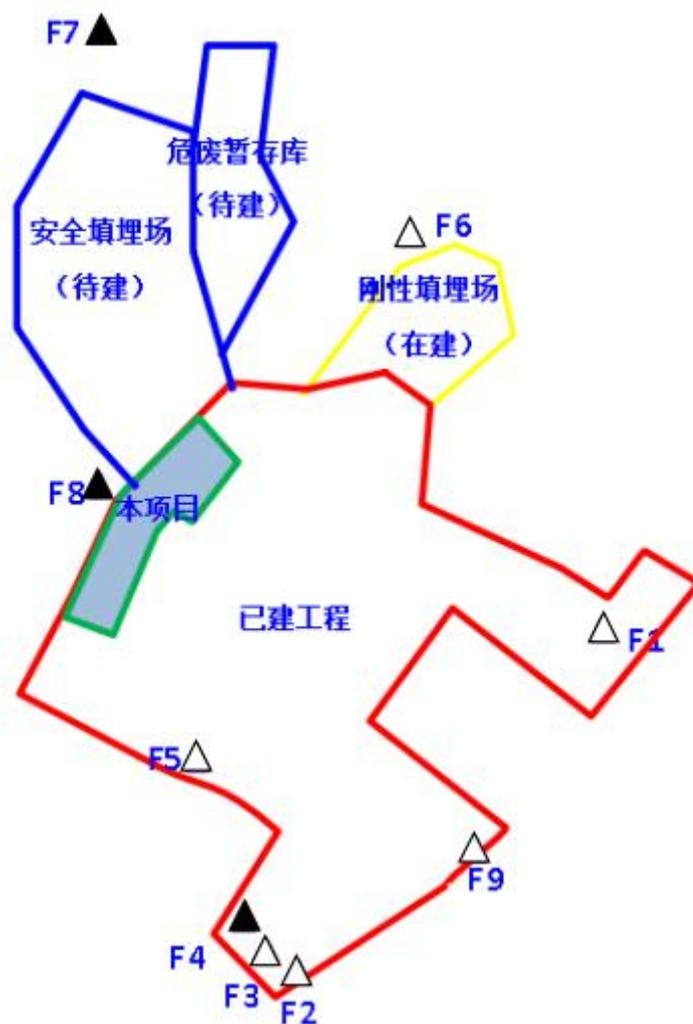 F7
危废暂存库
（待建）
安全填埋场
（待建）
F6
刚性填埋场
（在建）
F8
本项目
已建工程
F1
F5
F9
F4
F3
F2